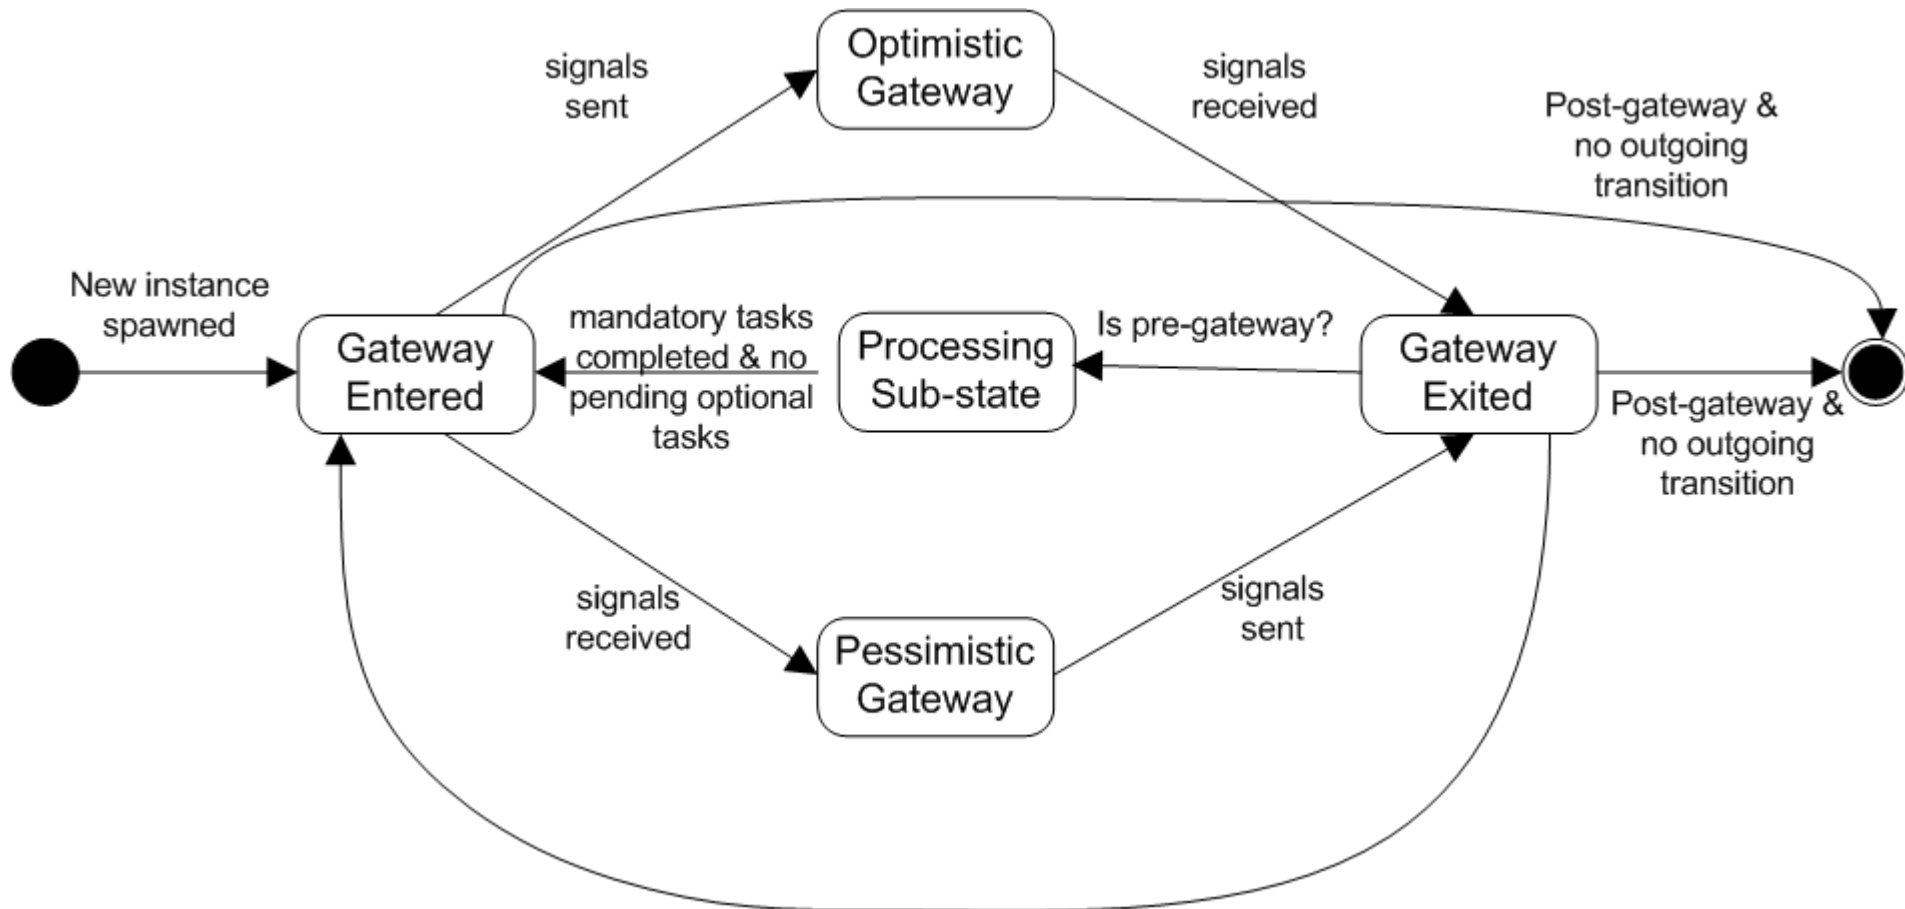 Optimistic
Gateway
signals
sent
signals
received
Post-gateway &
no outgoing
transition
New instance
spawned
Gateway
Entered
mandatory tasks
completed & no
pending optional
tasks
Processing
Sub-state
Is pre-gateway?
Gateway
Exited
Post-gateway &
no outgoing
transition
signals
received
Pessimistic
Gateway
signals
sent